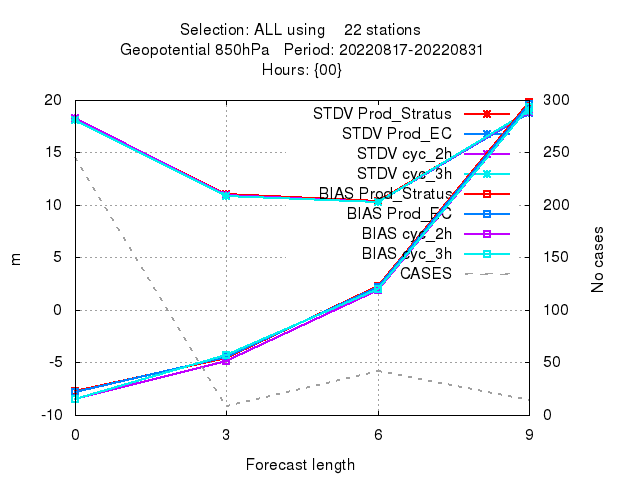 Selection: ALL using    22 stations
Geopotential 850hPa   Period: 20220817-20220831
Hours: {00}
20
15
10
5
0
-5
-10
m
300
250
200
150
100
50
0
No cases
STDV Prod_Stratus
STDV Prod_EC
STDV cyc_2h
STDV cyc_3h
BIAS Prod_Stratus
BIAS Prod_EC
BIAS cyc_2h
BIAS cyc_3h
CASES
0 3 6 9
Forecast length